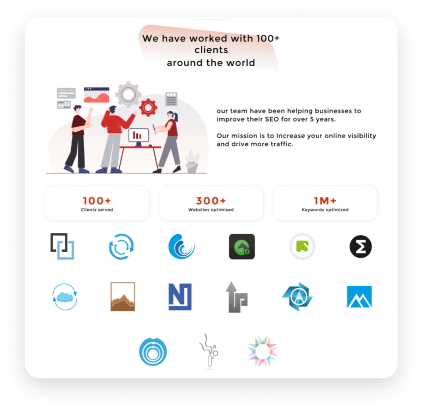 We have worked with 100+
clients
around the world
our team have been helping businesses to
improve their SEO for over 5 years.
Our mission is to Increase your online visibility
and drive more traffic.
100+
Clients served
300+
Websites optimized
1M+
Keywords optimized